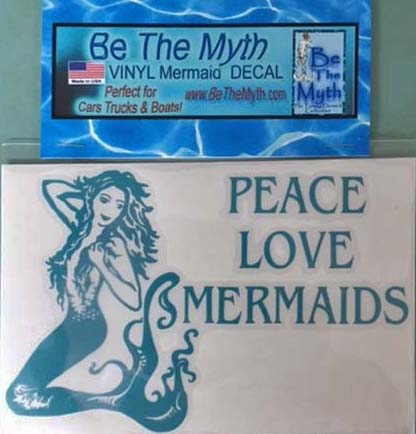 Be The Myth
VINYL Mermaid DECAL
Made in USA
Perfect for
Cars Trucks & Boats!
www.BeTheMyth.com
Be
The
Myth
PEACE
LOVE
MERMAIDS